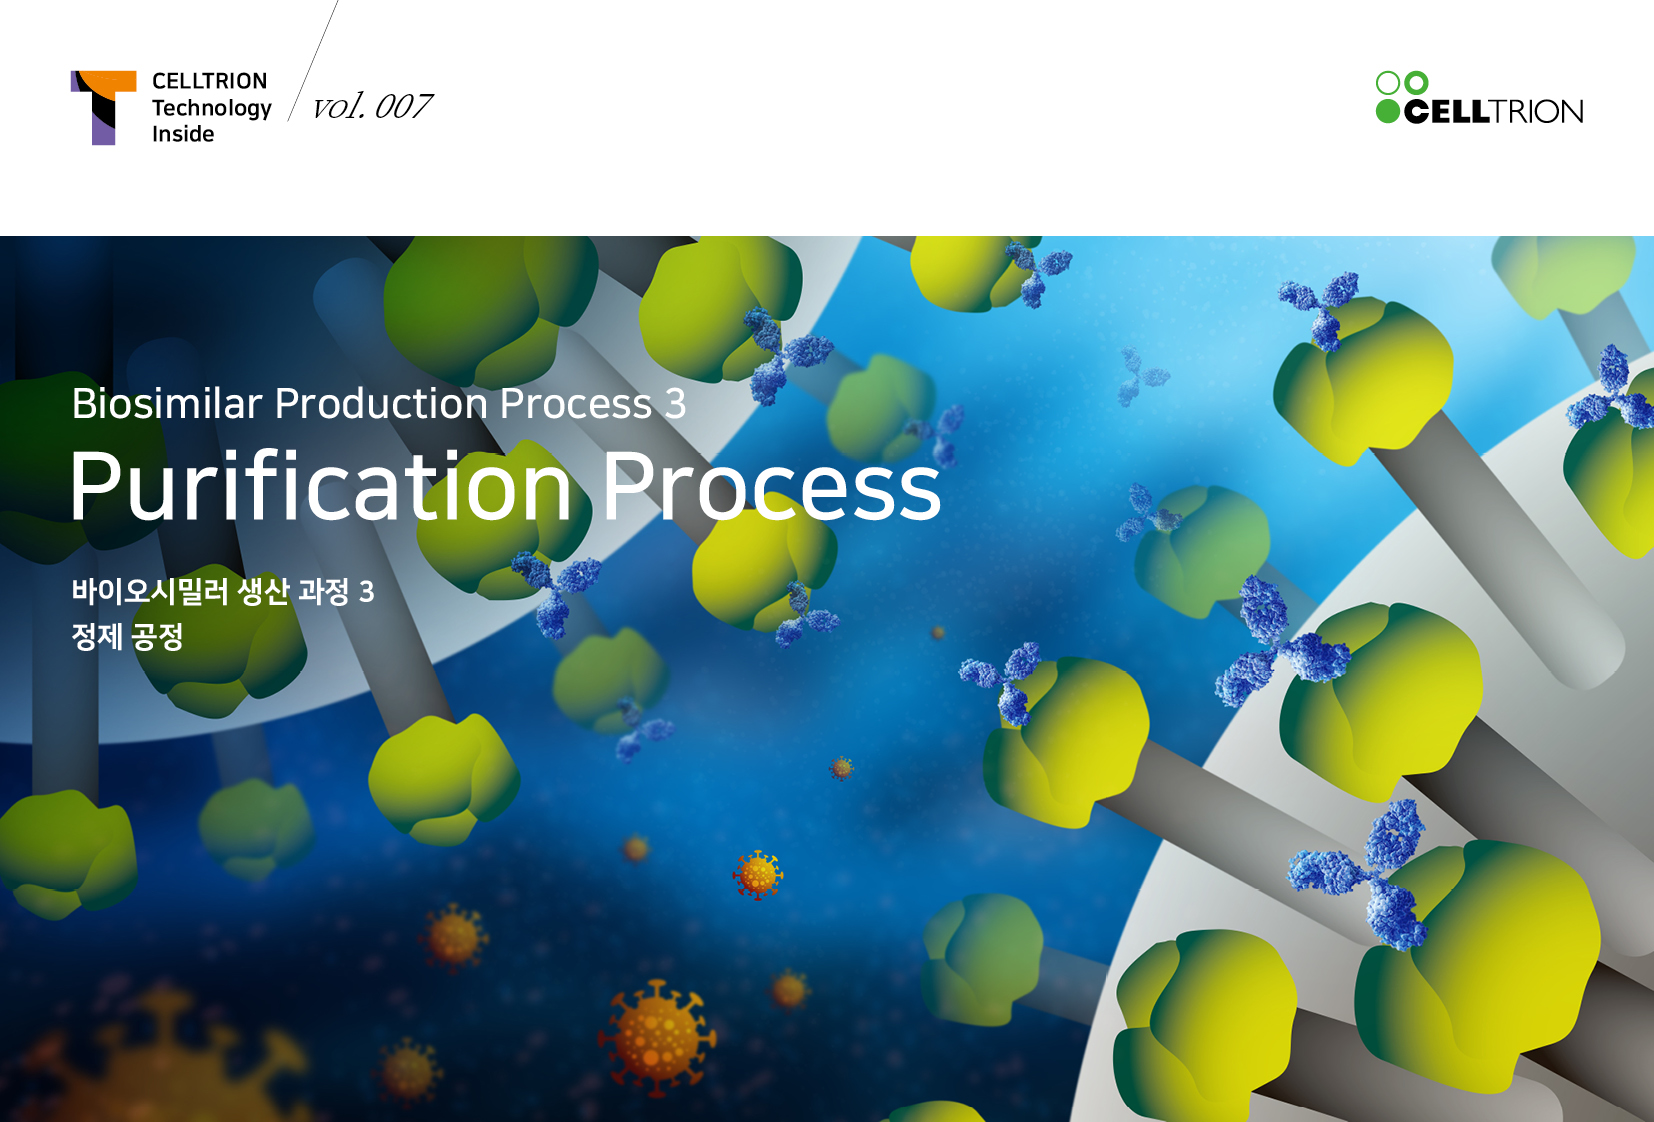 CELLTRION
Technology
Inside
vol. 007
CELLTRION
Biosimilar Production Process 3
Purification Process
바이오시밀러 생산 과정 3
정제 공정